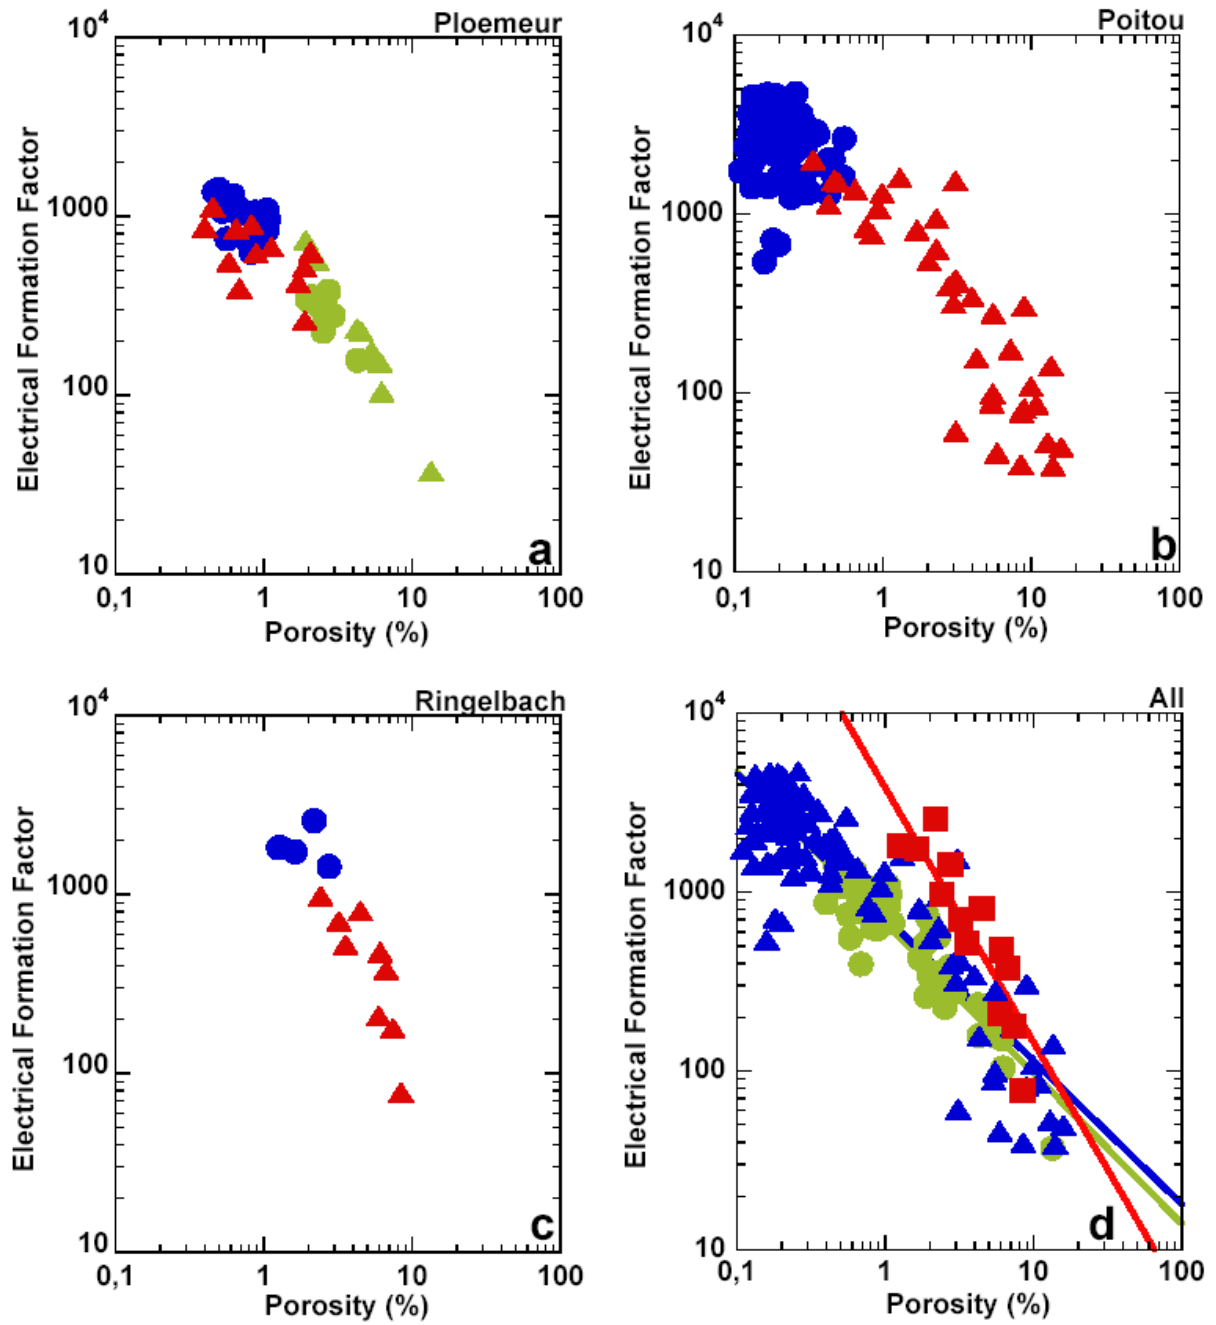 Ploemeur
10⁴
1000
100
10
Electrical Formation Factor
a
0,1 1 10 100
Porosity (%)
Poitou
10⁴
1000
100
10
Electrical Formation Factor
b
0,1 1 10 100
Porosity (%)
Ringelbach
10⁴
1000
100
10
Electrical Formation Factor
c
0,1 1 10 100
Porosity (%)
All
10⁴
1000
100
10
Electrical Formation Factor
d
0,1 1 10 100
Porosity (%)